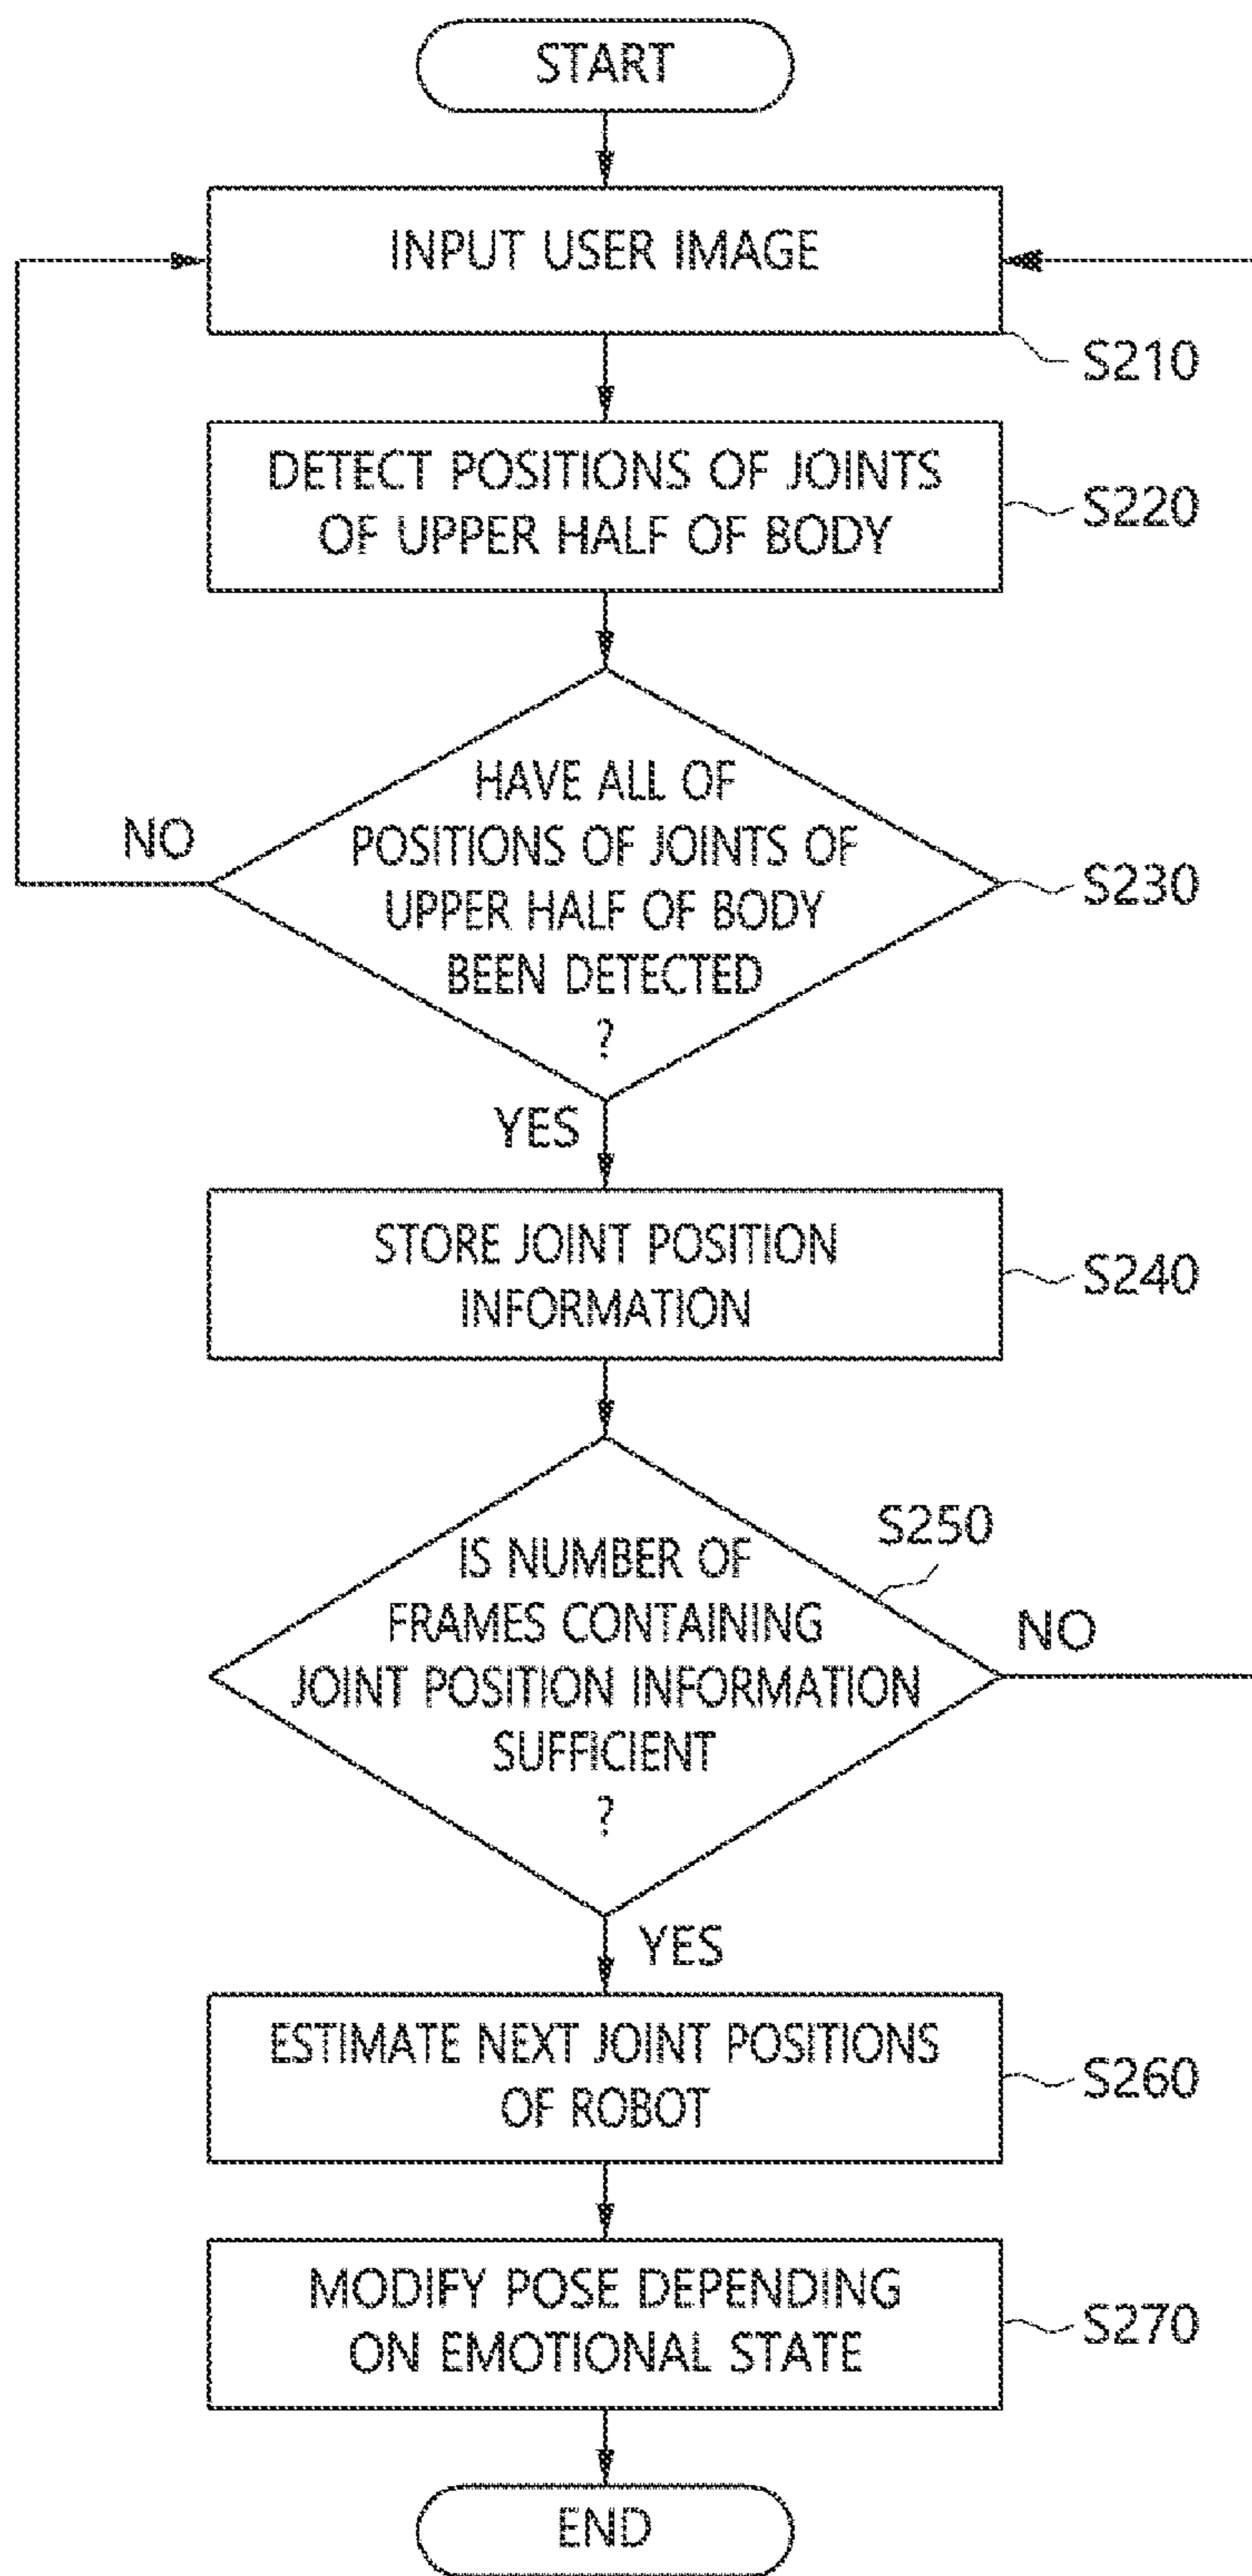 START
INPUT USER IMAGE
S210
DETECT POSITIONS OF JOINTS
OF UPPER HALF OF BODY
S220
HAVE ALL OF
POSITIONS OF JOINTS OF
UPPER HALF OF BODY
BEEN DETECTED
?
NO
S230
YES
STORE JOINT POSITION
INFORMATION
S240
IS NUMBER OF
FRAMES CONTAINING
JOINT POSITION INFORMATION
SUFFICIENT
?
S250
NO
YES
ESTIMATE NEXT JOINT POSITIONS
OF ROBOT
S260
MODIFY POSE DEPENDING
ON EMOTIONAL STATE
S270
END